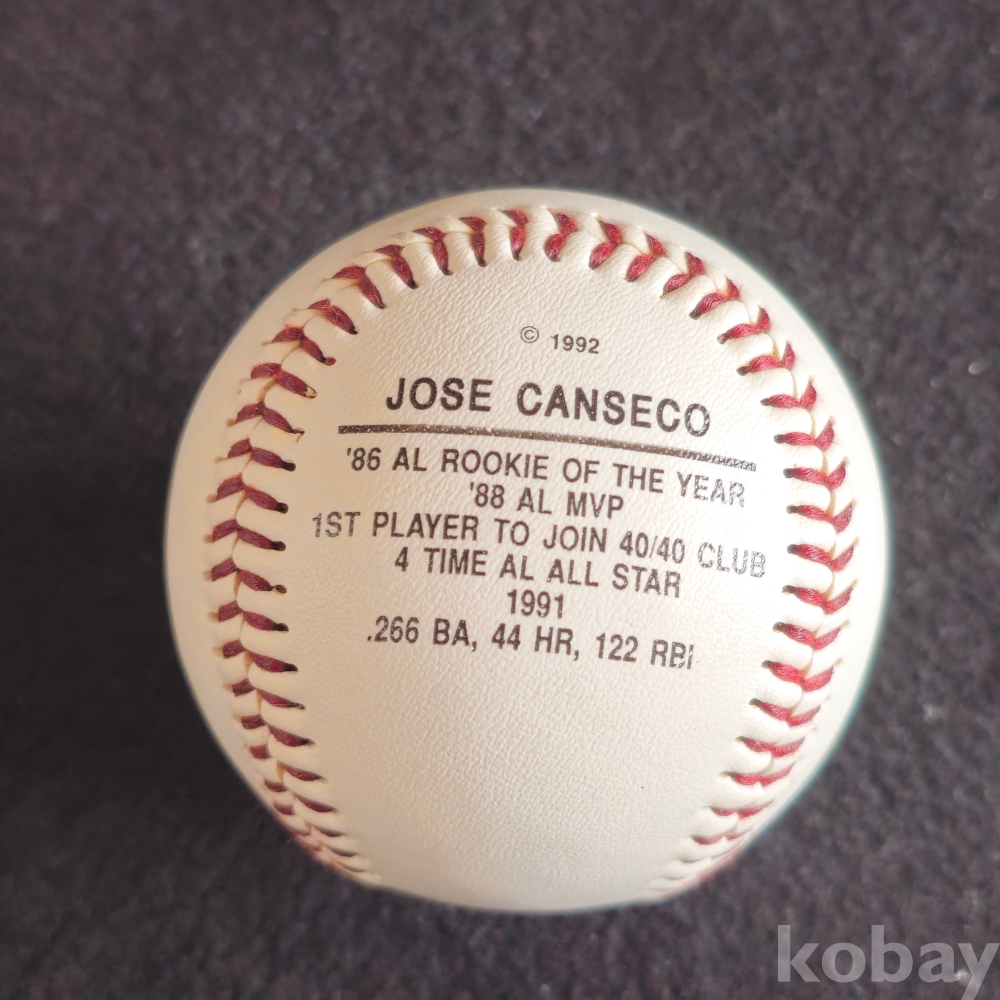 © 1992
JOSE CANSECO
'86 AL ROOKIE OF THE YEAR
'88 AL MVP
1ST PLAYER TO JOIN 40/40 CLUB
4 TIME AL ALL STAR
1991
.266 BA, 44 HR, 122 RBI
kobay